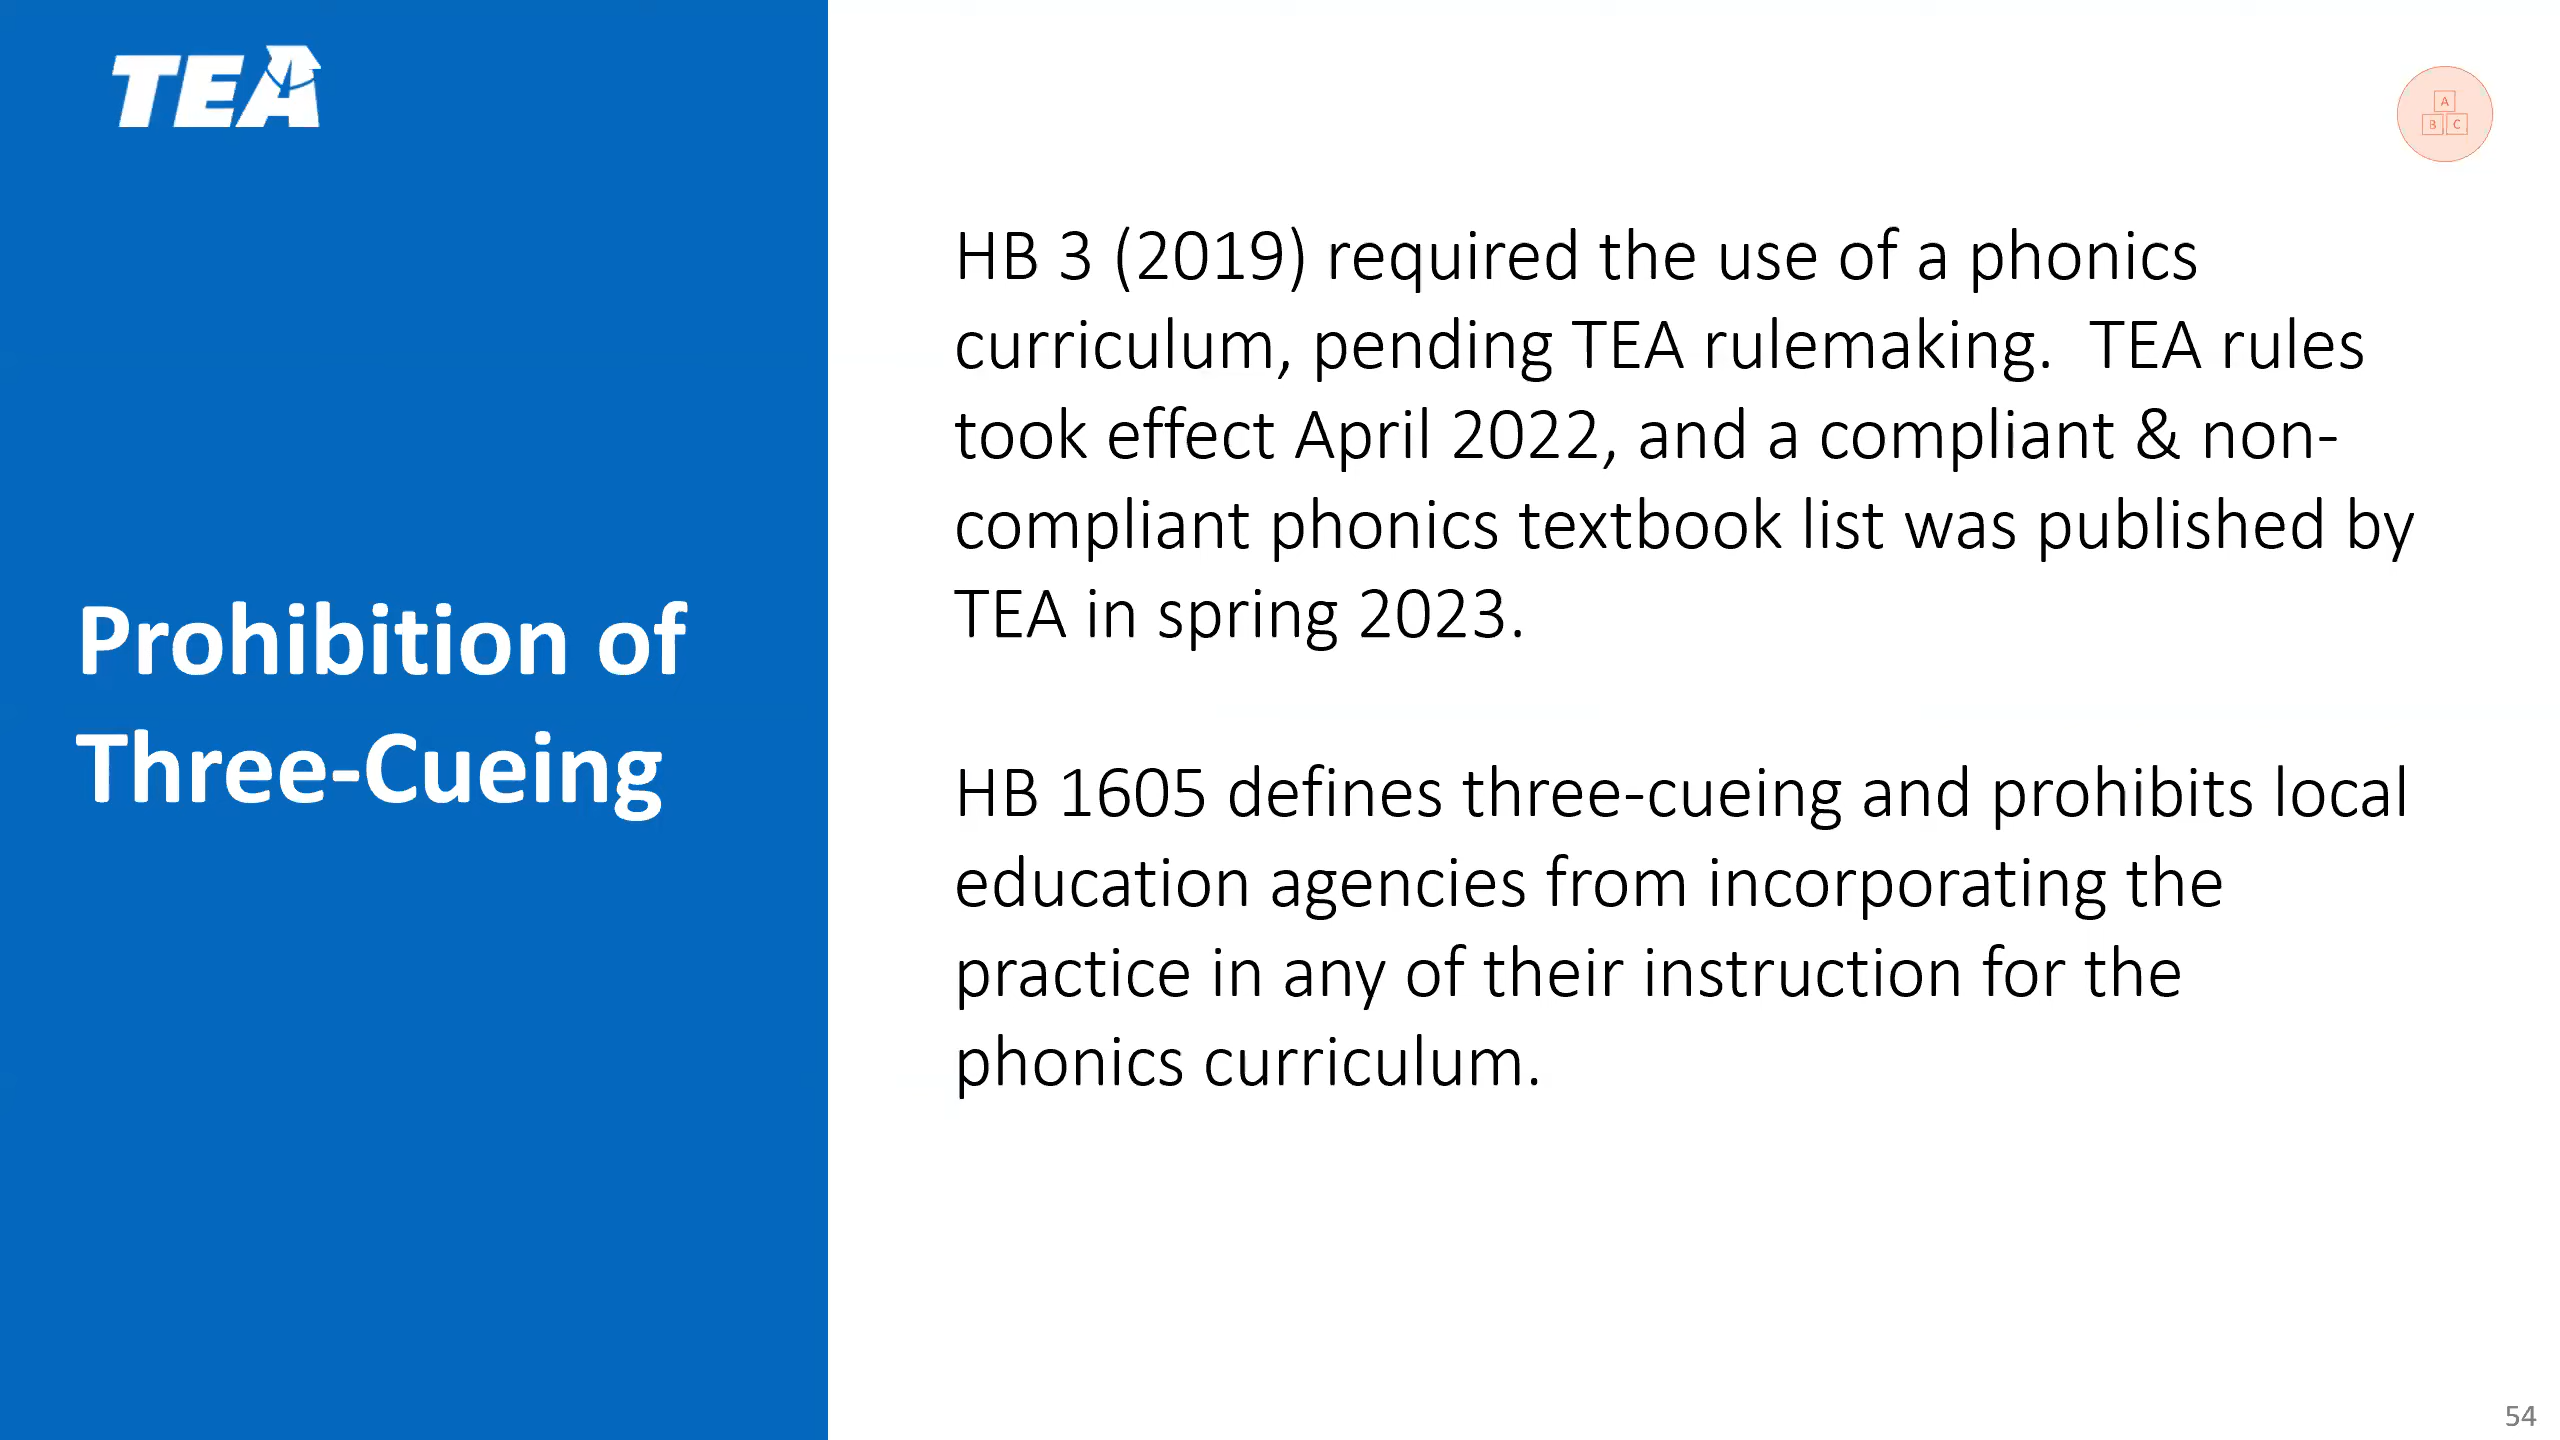 TEA
A
B C
Prohibition of
Three-Cueing
HB 3 (2019) required the use of a phonics
curriculum, pending TEA rulemaking.  TEA rules
took effect April 2022, and a compliant & non-
compliant phonics textbook list was published by
TEA in spring 2023.
HB 1605 defines three-cueing and prohibits local
education agencies from incorporating the
practice in any of their instruction for the
phonics curriculum.
54